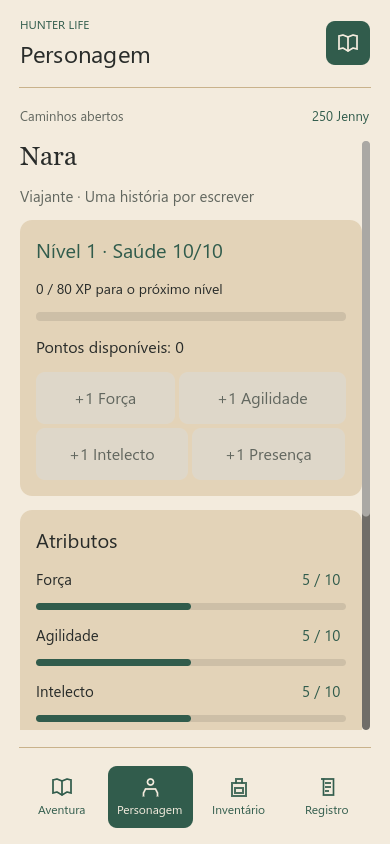 HUNTER LIFE
Personagem
Caminhos abertos
250 Jenny
Nara
Viajante · Uma história por escrever
Nível 1 · Saúde 10/10
0 / 80 XP para o próximo nível
Pontos disponíveis: 0
+1 Força
+1 Agilidade
+1 Intelecto
+1 Presença
Atributos
Força
5 / 10
Agilidade
5 / 10
Intelecto
5 / 10
Aventura
Personagem
Inventário
Registro